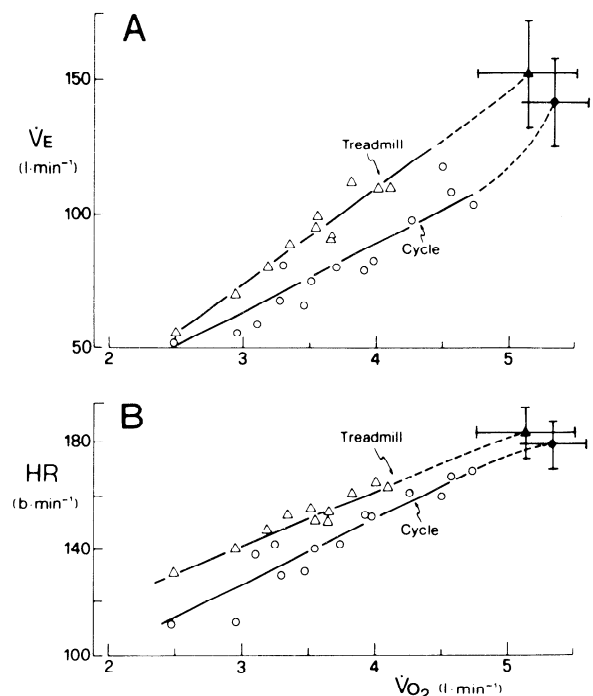 A
150
V̇E
(l·min⁻¹)
Treadmill
100
Cycle
50
2 3 4 5
B
180
Treadmill
HR
(b·min⁻¹)
Cycle
140
100
2 3 4 5
V̇O₂ (l·min⁻¹)